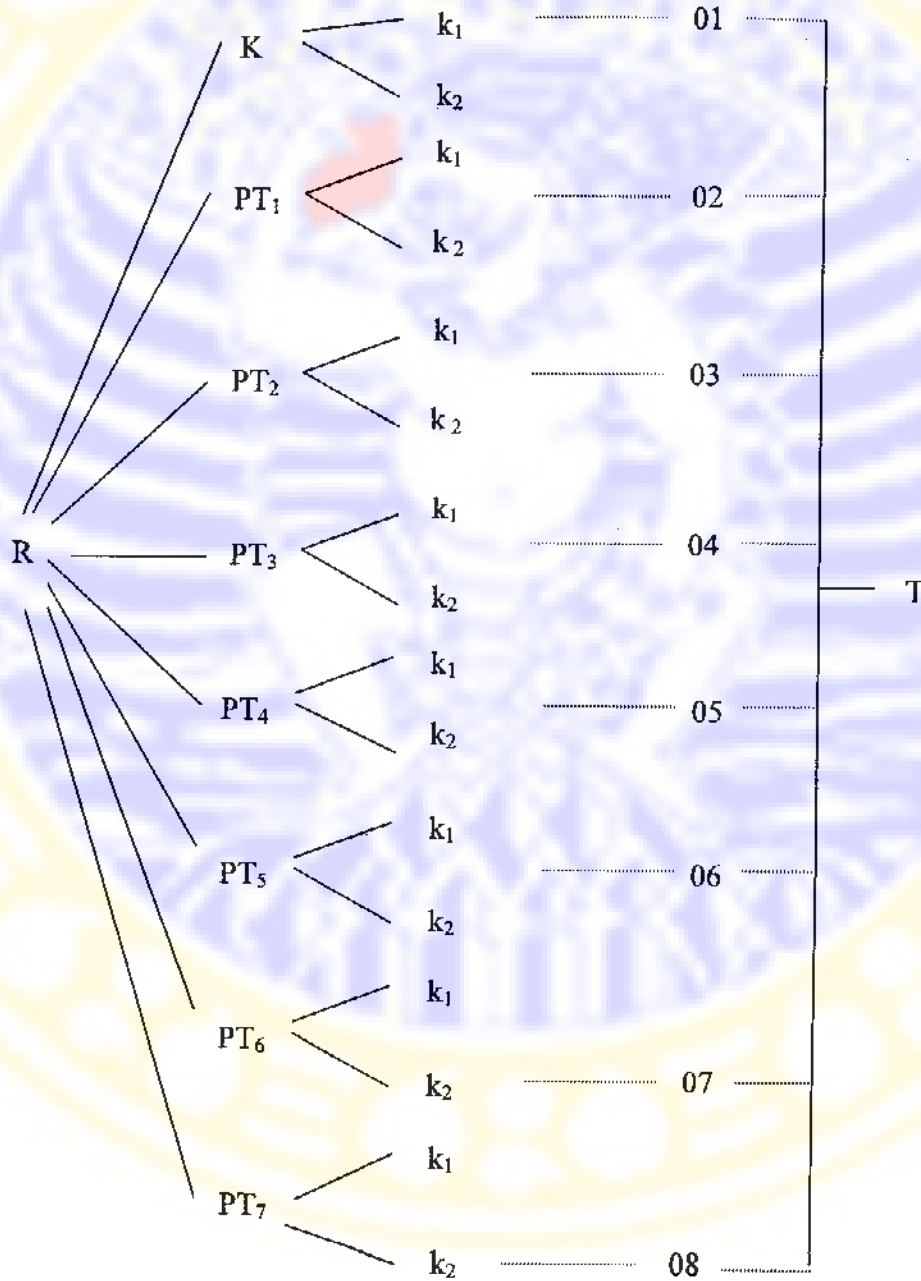 k₁ 01
K
k₂
k₁
PT₁ 02
k₂
k₁
PT₂ 03
k₂
k₁
R PT₃ 04
k₂
T
k₁
PT₄ 05
k₂
k₁
PT₅ 06
k₂
k₁
PT₆
k₂ 07
k₁
PT₇
k₂ 08